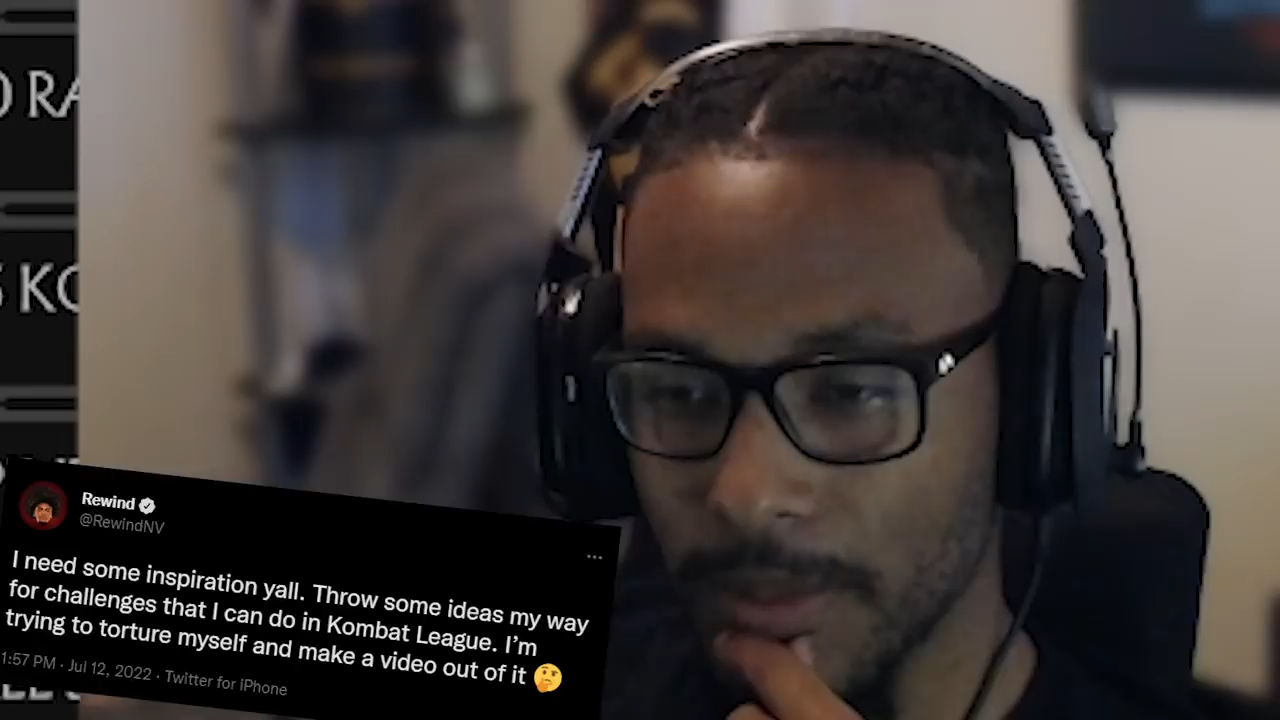 RA
KO
Rewind
@RewindNV
I need some inspiration yall. Throw some ideas my way
for challenges that I can do in Kombat League. I'm
trying to torture myself and make a video out of it 🤔
1:57 PM · Jul 12, 2022 · Twitter for iPhone